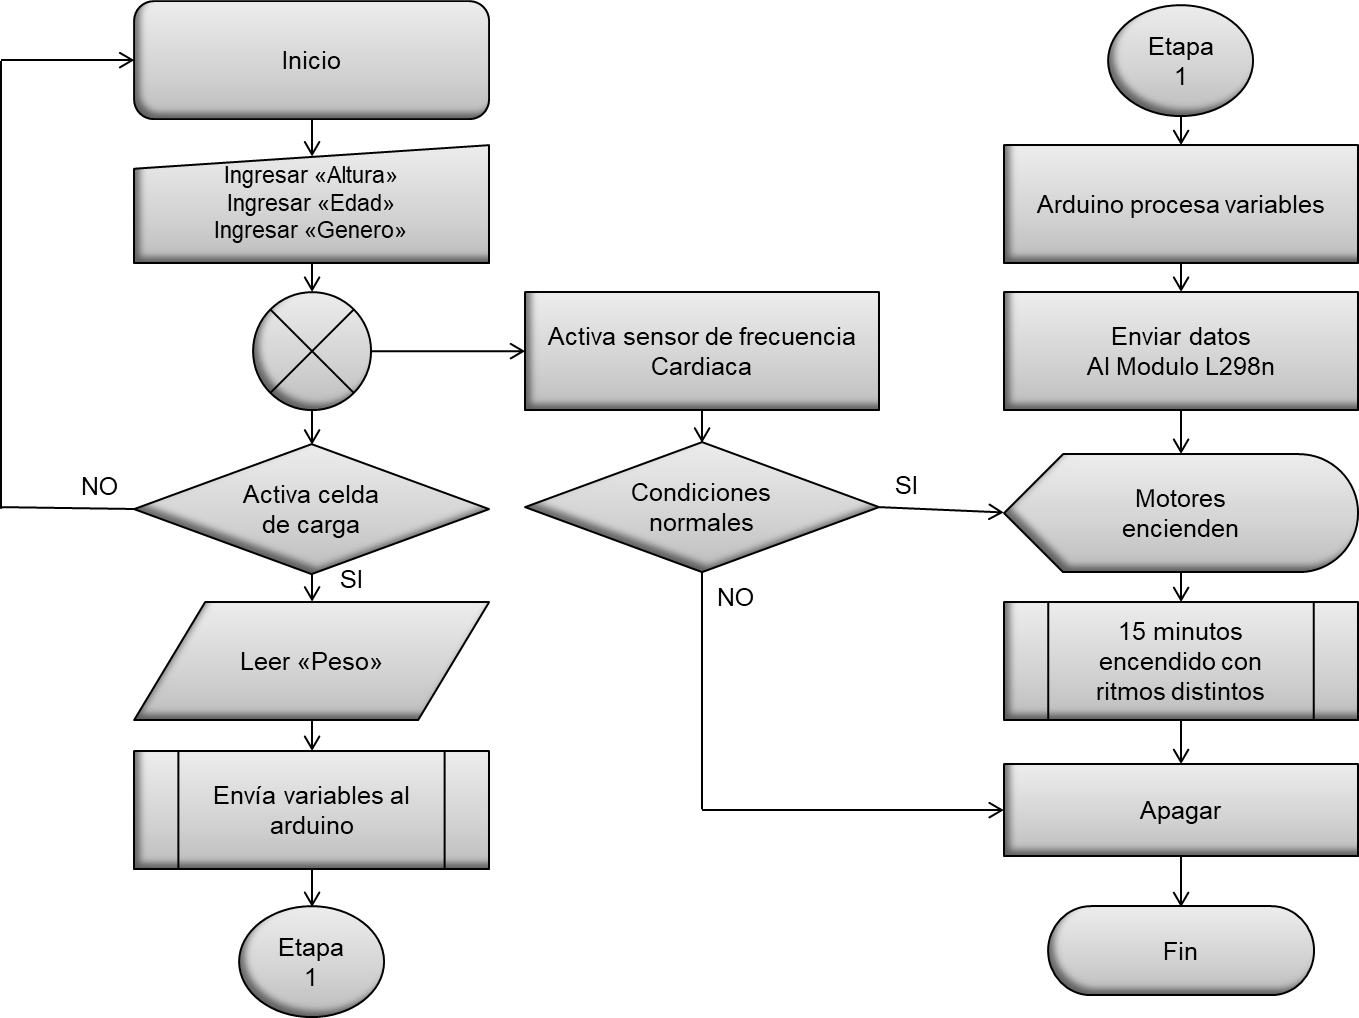 Inicio
Ingresar «Altura»
Ingresar «Edad»
Ingresar «Genero»
Activa celda
de carga
NO
SI
Leer «Peso»
Envía variables al
arduino
Etapa
1
Activa sensor de frecuencia
Cardiaca
Condiciones
normales
SI
NO
Etapa
1
Arduino procesa variables
Enviar datos
Al Modulo L298n
Motores
encienden
15 minutos
encendido con
ritmos distintos
Apagar
Fin